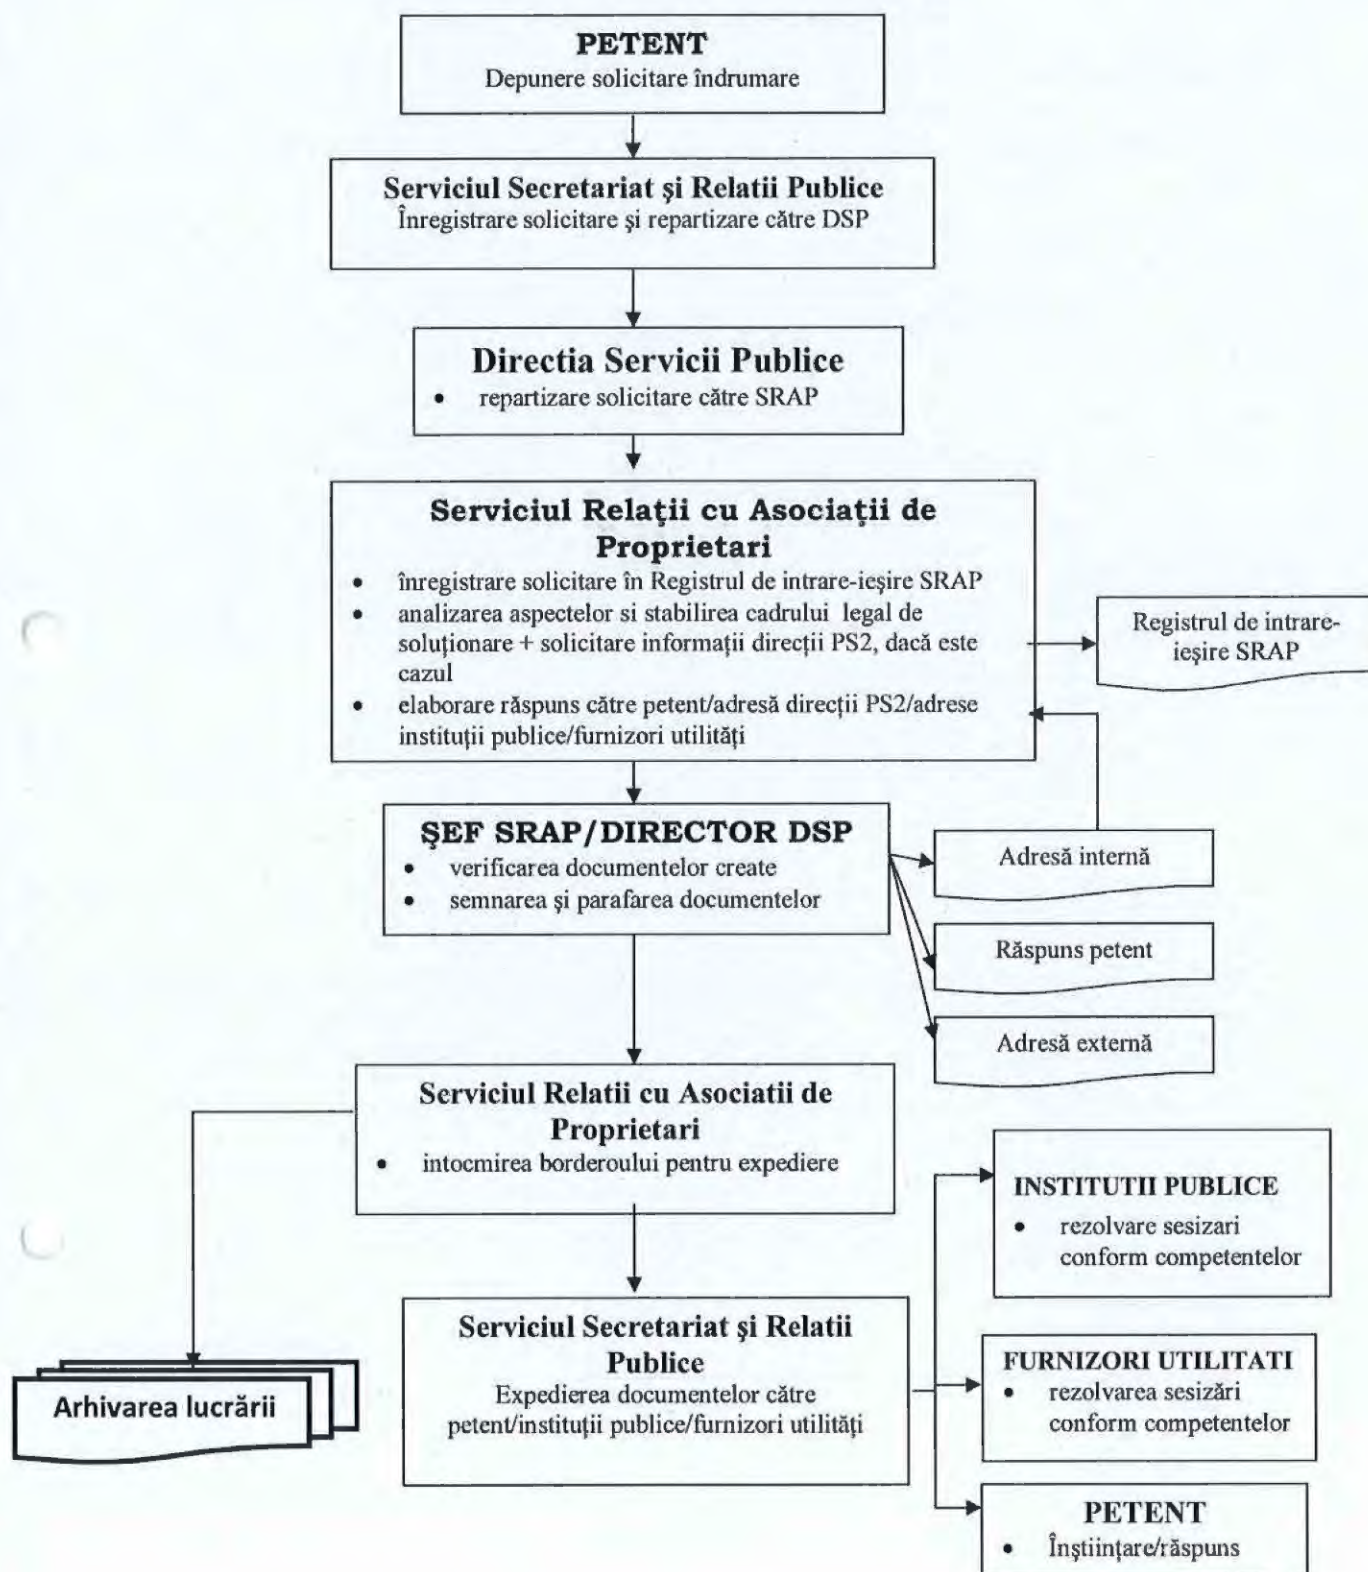 PETENT
Depunere solicitare îndrumare
Serviciul Secretariat şi Relatii Publice
Înregistrare solicitare şi repartizare către DSP
Directia Servicii Publice
• repartizare solicitare către SRAP
Serviciul Relaţii cu Asociaţii de
Proprietari
• înregistrare solicitare în Registrul de intrare-ieşire SRAP
• analizarea aspectelor si stabilirea cadrului legal de
soluţionare + solicitare informaţii direcţii PS2, dacă este
cazul
• elaborare răspuns către petent/adresă direcţii PS2/adrese
instituţii publice/furnizori utilităţi
Registrul de intrare-
ieşire SRAP
ŞEF SRAP/DIRECTOR DSP
• verificarea documentelor create
• semnarea şi parafarea documentelor
Adresă internă
Răspuns petent
Adresă externă
Serviciul Relatii cu Asociatii de
Proprietari
• intocmirea borderoului pentru expediere
INSTITUTII PUBLICE
• rezolvare sesizari
conform competentelor
Serviciul Secretariat şi Relatii
Publice
Expedierea documentelor către
petent/instituţii publice/furnizori utilităţi
FURNIZORI UTILITATI
• rezolvarea sesizări
conform competentelor
Arhivarea lucrării
PETENT
• Înştiinţare/răspuns